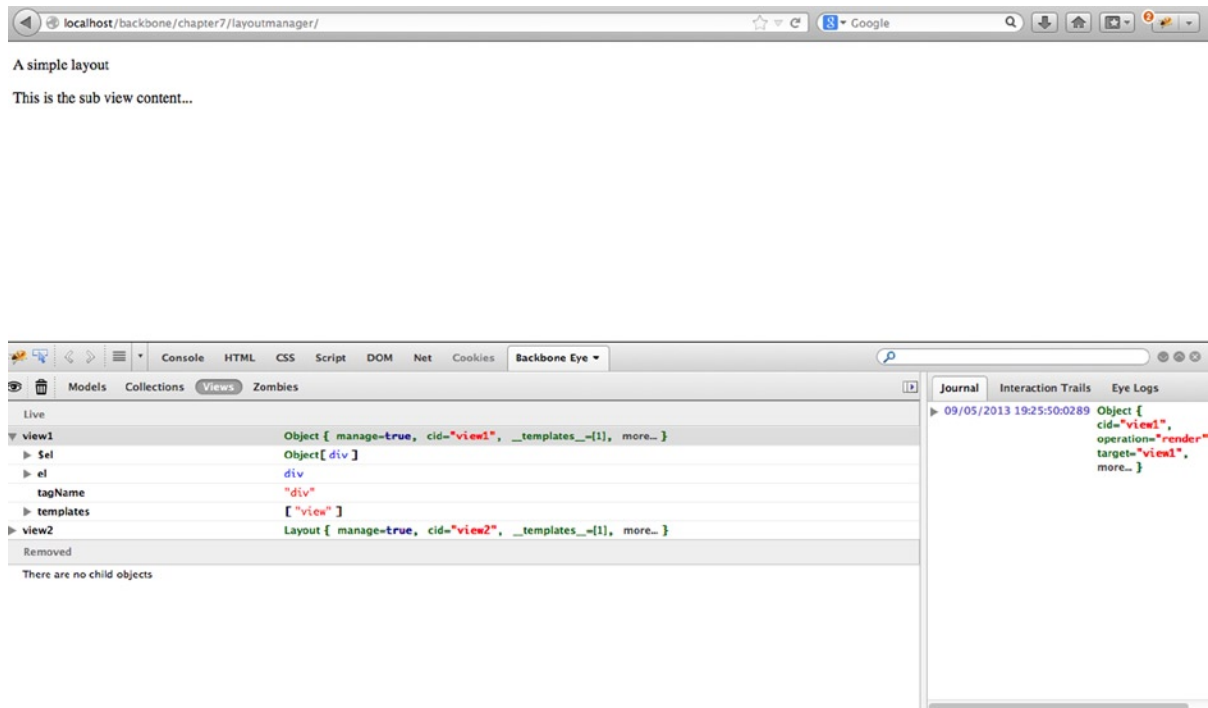 localhost/backbone/chapter7/layoutmanager/
8 Google
2
A simple layout
This is the sub view content...
Console HTML CSS Script DOM Net Cookies Backbone Eye
Models Collections Views Zombies
Journal Interaction Trails Eye Logs
Live
view1 Object { manage=true, cid="view1", __templates__=[1], more... }
$el Object[ div ]
el div
tagName "div"
templates [ "view" ]
view2 Layout { manage=true, cid="view2", __templates__=[1], more... }
Removed
There are no child objects
09/05/2013 19:25:50:0289 Object {
cid="view1",
operation="render"
target="view1",
more... }